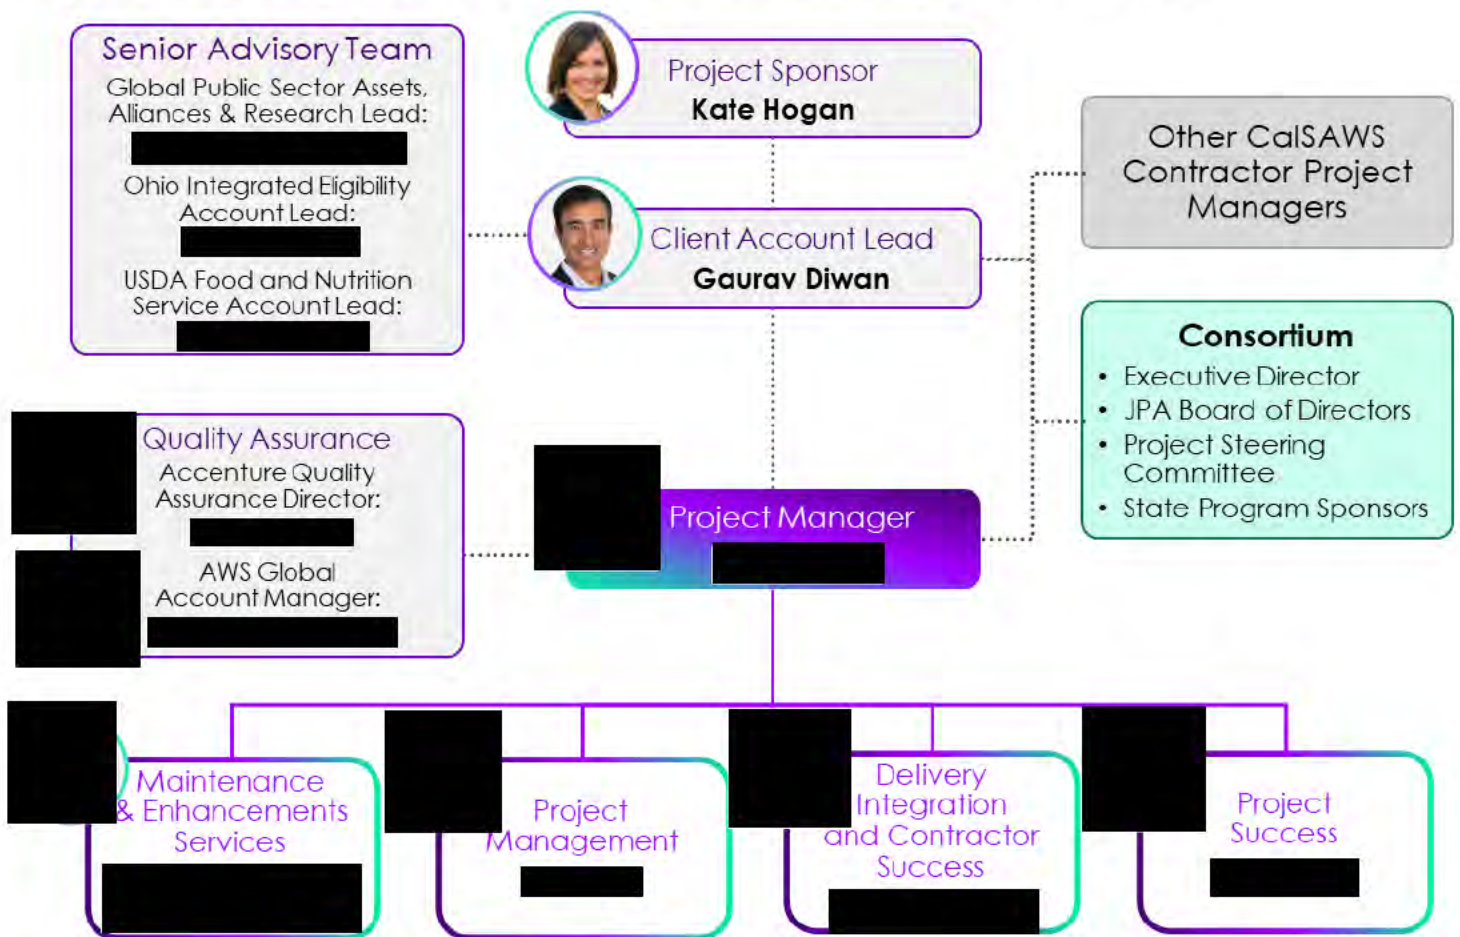 Senior Advisory Team
Global Public Sector Assets,
Alliances & Research Lead:
Ohio Integrated Eligibility
Account Lead:
USDA Food and Nutrition
Service Account Lead:
Project Sponsor
Kate Hogan
Client Account Lead
Gaurav Diwan
Other CalSAWS
Contractor Project
Managers
Consortium
• Executive Director
• JPA Board of Directors
• Project Steering
Committee
• State Program Sponsors
Quality Assurance
Accenture Quality
Assurance Director:
AWS Global
Account Manager:
Project Manager
Maintenance
& Enhancements
Services
Project
Management
Delivery
Integration
and Contractor
Success
Project
Success